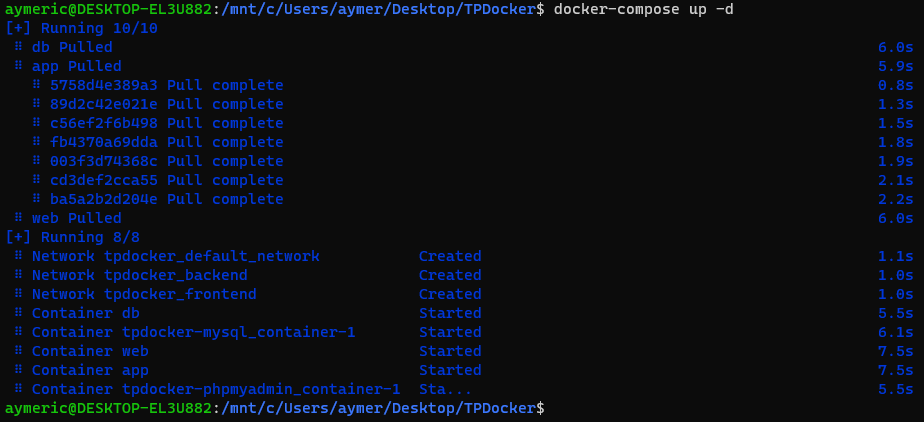 aymeric@DESKTOP-EL3U882:/mnt/c/Users/aymer/Desktop/TPDocker$ docker-compose up -d
[+] Running 10/10
⠿ db Pulled 6.0s
⠿ app Pulled 5.9s
⠿ 5758d4e389a3 Pull complete 0.8s
⠿ 89d2c42e021e Pull complete 1.3s
⠿ c56ef2f6b498 Pull complete 1.5s
⠿ fb4370a69dda Pull complete 1.8s
⠿ 003f3d74368c Pull complete 1.9s
⠿ cd3def2cca55 Pull complete 2.1s
⠿ ba5a2b2d204e Pull complete 2.2s
⠿ web Pulled 6.0s
[+] Running 8/8
⠿ Network tpdocker_default_network Created 1.1s
⠿ Network tpdocker_backend Created 1.0s
⠿ Network tpdocker_frontend Created 1.0s
⠿ Container db Started 5.5s
⠿ Container tpdocker-mysql_container-1 Started 6.1s
⠿ Container web Started 7.5s
⠿ Container app Started 7.5s
⠿ Container tpdocker-phpmyadmin_container-1 Sta... 5.5s
aymeric@DESKTOP-EL3U882:/mnt/c/Users/aymer/Desktop/TPDocker$